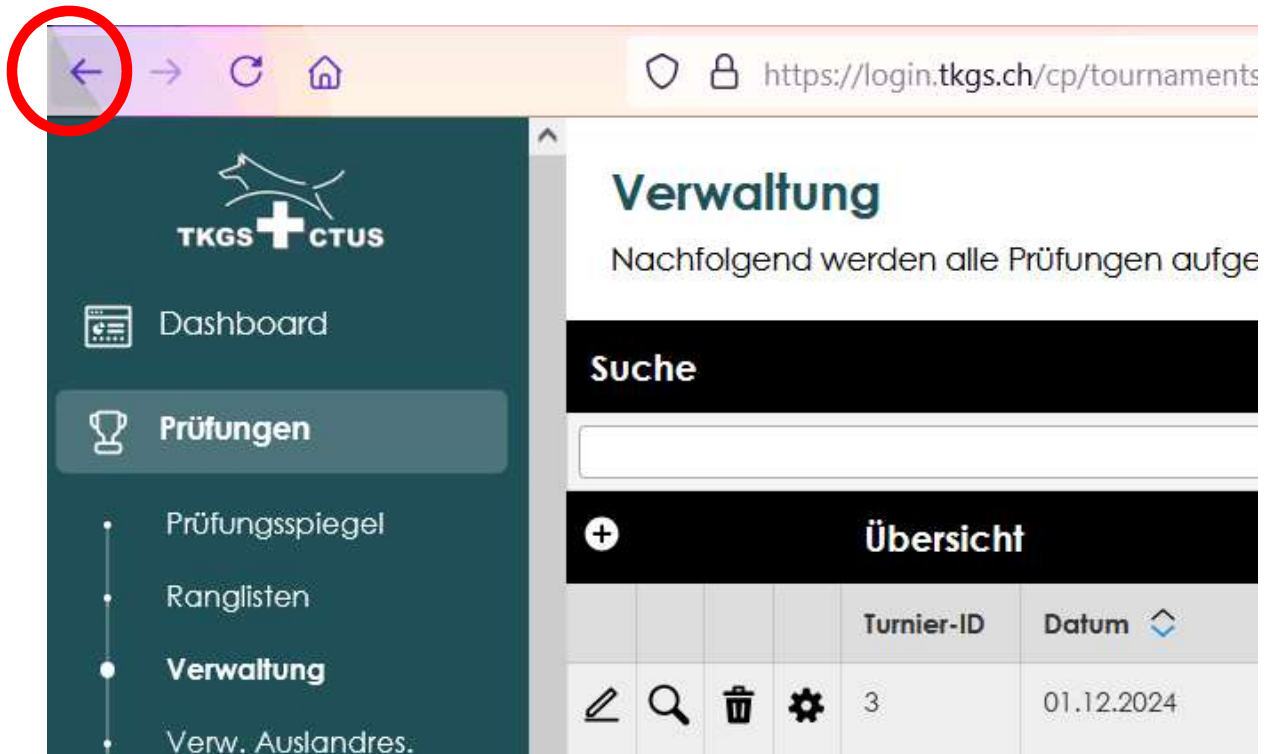 https://login.tkgs.ch/cp/tournaments
TKGS CTUS
Dashboard
Prüfungen
Prüfungsspiegel
Ranglisten
Verwaltung
Verw. Auslandres.
Verwaltung
Nachfolgend werden alle Prüfungen aufge
Suche
Übersicht
Turnier-ID Datum
3 01.12.2024